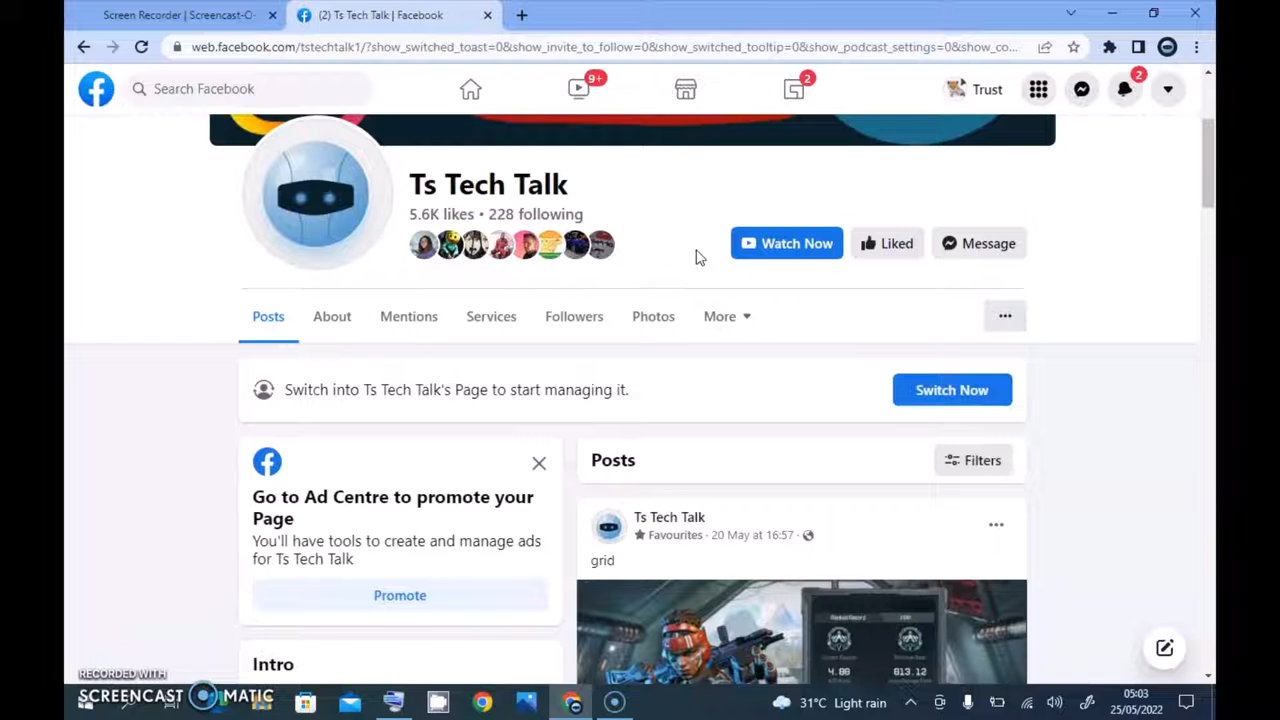 Screen Recorder | Screencast-O-
(2) Ts Tech Talk | Facebook
web.facebook.com/tstechtalk1/?show_switched_toast=0&show_invite_to_follow=0&show_switched_tooltip=0&show_podcast_settings=0&show_co...
Search Facebook
9+
2
Trust
2
Ts Tech Talk
5.6K likes • 228 following
Watch Now
Liked
Message
Posts
About
Mentions
Services
Followers
Photos
More
Switch into Ts Tech Talk's Page to start managing it.
Switch Now
Go to Ad Centre to promote your
Page
You'll have tools to create and manage ads
for Ts Tech Talk
Promote
Intro
Posts
Filters
Ts Tech Talk
Favourites · 20 May at 16:57 ·
grid
4.00
813.12
RECORDED WITH
SCREENCAST MATIC
31°C Light rain
05:03
25/05/2022